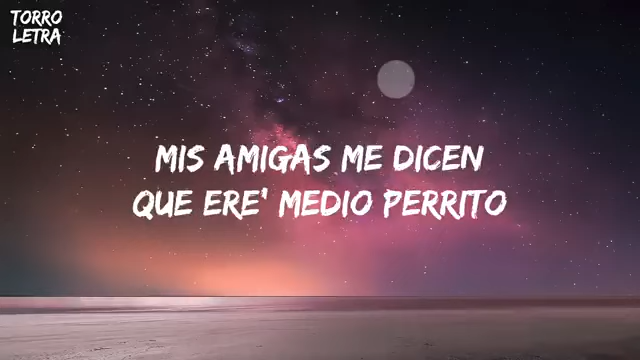 TORRO
LETRA
MIS AMIGAS ME DICEN
QUE ERE' MEDIO PERRITO